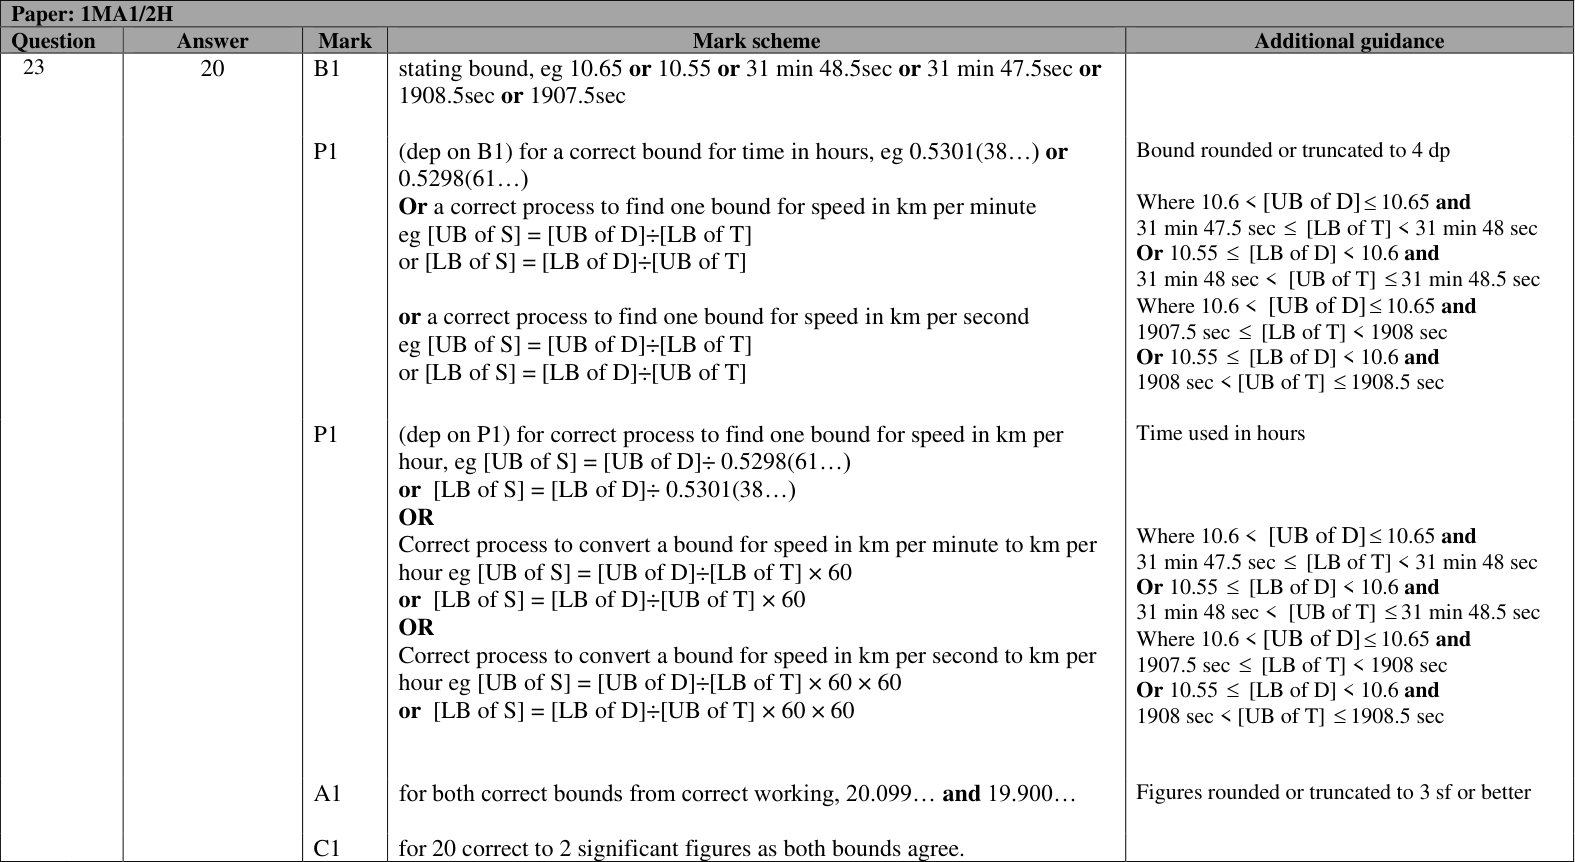 Paper: 1MA1/2H
Question Answer Mark Mark scheme Additional guidance
23 20 B1 stating bound, eg 10.65 or 10.55 or 31 min 48.5sec or 31 min 47.5sec or
1908.5sec or 1907.5sec
P1 (dep on B1) for a correct bound for time in hours, eg 0.5301(38…) or
0.5298(61…)
Or a correct process to find one bound for speed in km per minute
eg [UB of S] = [UB of D]÷[LB of T]
or [LB of S] = [LB of D]÷[UB of T]
or a correct process to find one bound for speed in km per second
eg [UB of S] = [UB of D]÷[LB of T]
or [LB of S] = [LB of D]÷[UB of T]
Bound rounded or truncated to 4 dp
Where 10.6 < [UB of D] ≤ 10.65 and
31 min 47.5 sec ≤ [LB of T] < 31 min 48 sec
Or 10.55 ≤ [LB of D] < 10.6 and
31 min 48 sec < [UB of T] ≤ 31 min 48.5 sec
Where 10.6 < [UB of D] ≤ 10.65 and
1907.5 sec ≤ [LB of T] < 1908 sec
Or 10.55 ≤ [LB of D] < 10.6 and
1908 sec < [UB of T] ≤ 1908.5 sec
P1 (dep on P1) for correct process to find one bound for speed in km per
hour, eg [UB of S] = [UB of D]÷ 0.5298(61…)
or [LB of S] = [LB of D]÷ 0.5301(38…)
OR
Correct process to convert a bound for speed in km per minute to km per
hour eg [UB of S] = [UB of D]÷[LB of T] × 60
or [LB of S] = [LB of D]÷[UB of T] × 60
OR
Correct process to convert a bound for speed in km per second to km per
hour eg [UB of S] = [UB of D]÷[LB of T] × 60 × 60
or [LB of S] = [LB of D]÷[UB of T] × 60 × 60
Time used in hours
Where 10.6 < [UB of D] ≤ 10.65 and
31 min 47.5 sec ≤ [LB of T] < 31 min 48 sec
Or 10.55 ≤ [LB of D] < 10.6 and
31 min 48 sec < [UB of T] ≤ 31 min 48.5 sec
Where 10.6 < [UB of D] ≤ 10.65 and
1907.5 sec ≤ [LB of T] < 1908 sec
Or 10.55 ≤ [LB of D] < 10.6 and
1908 sec < [UB of T] ≤ 1908.5 sec
A1 for both correct bounds from correct working, 20.099… and 19.900… Figures rounded or truncated to 3 sf or better
C1 for 20 correct to 2 significant figures as both bounds agree.